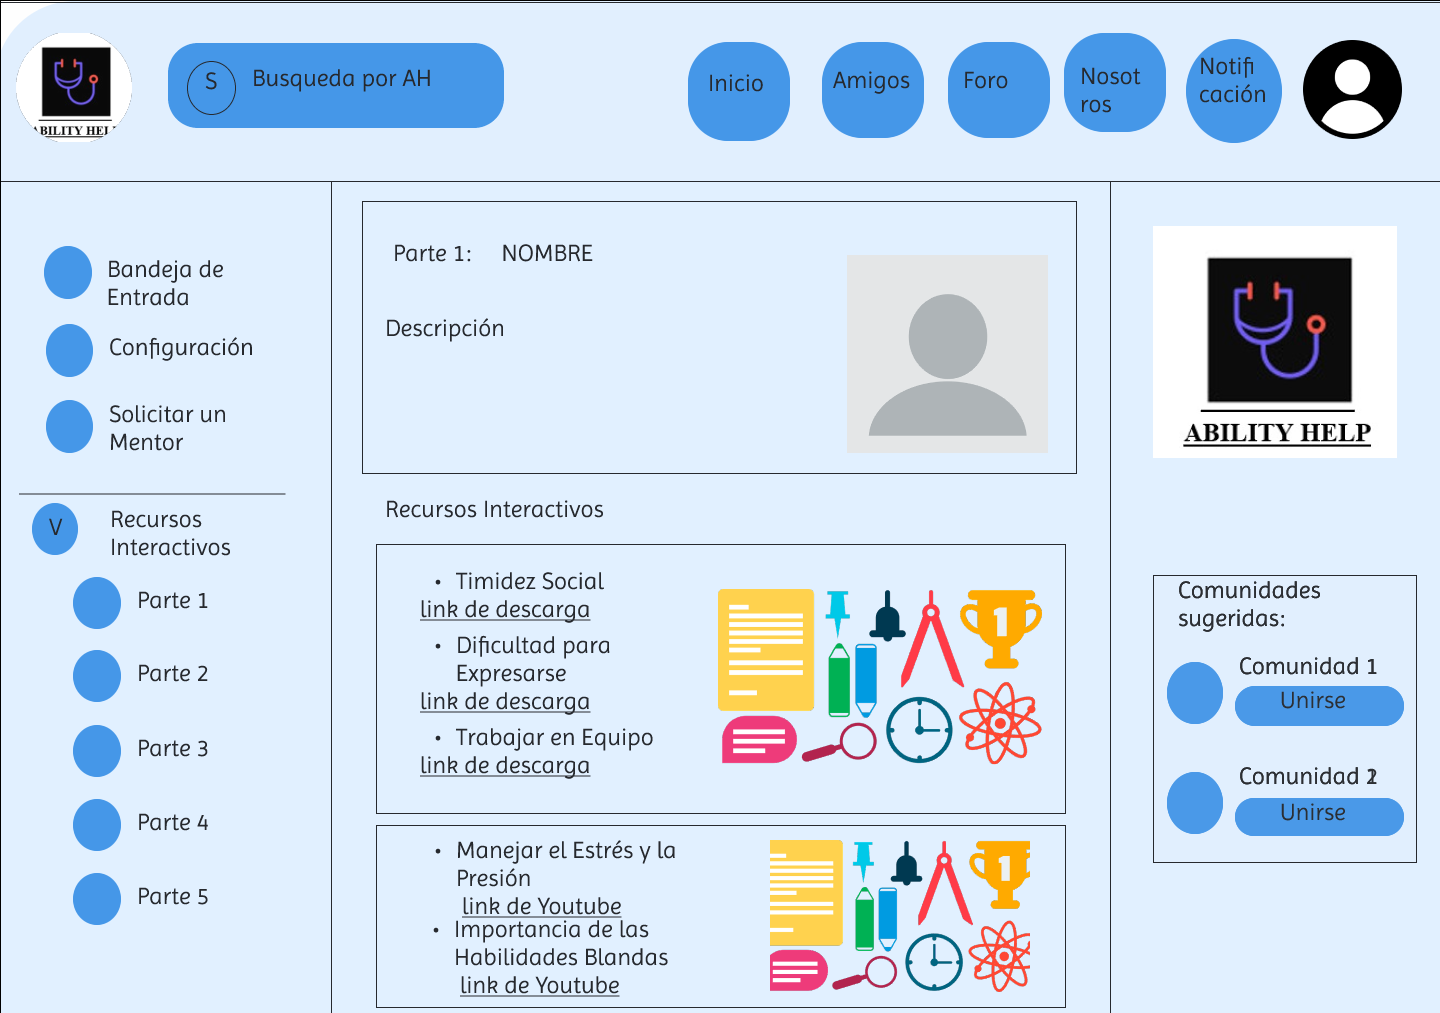 ABILITY HELP
S
Busqueda por AH
Inicio
Amigos
Foro
Nosot
ros
Notifi
cación
Bandeja de
Entrada
Configuración
Solicitar un
Mentor
V
Recursos
Interactivos
Parte 1
Parte 2
Parte 3
Parte 4
Parte 5
Parte 1: NOMBRE
Descripción
Recursos Interactivos
• Timidez Social
link de descarga
• Dificultad para
Expresarse
link de descarga
• Trabajar en Equipo
link de descarga
1
• Manejar el Estrés y la
Presión
link de Youtube
• Importancia de las
Habilidades Blandas
link de Youtube
1
ABILITY HELP
Comunidades
sugeridas:
Comunidad 1
Unirse
Comunidad 2
Unirse